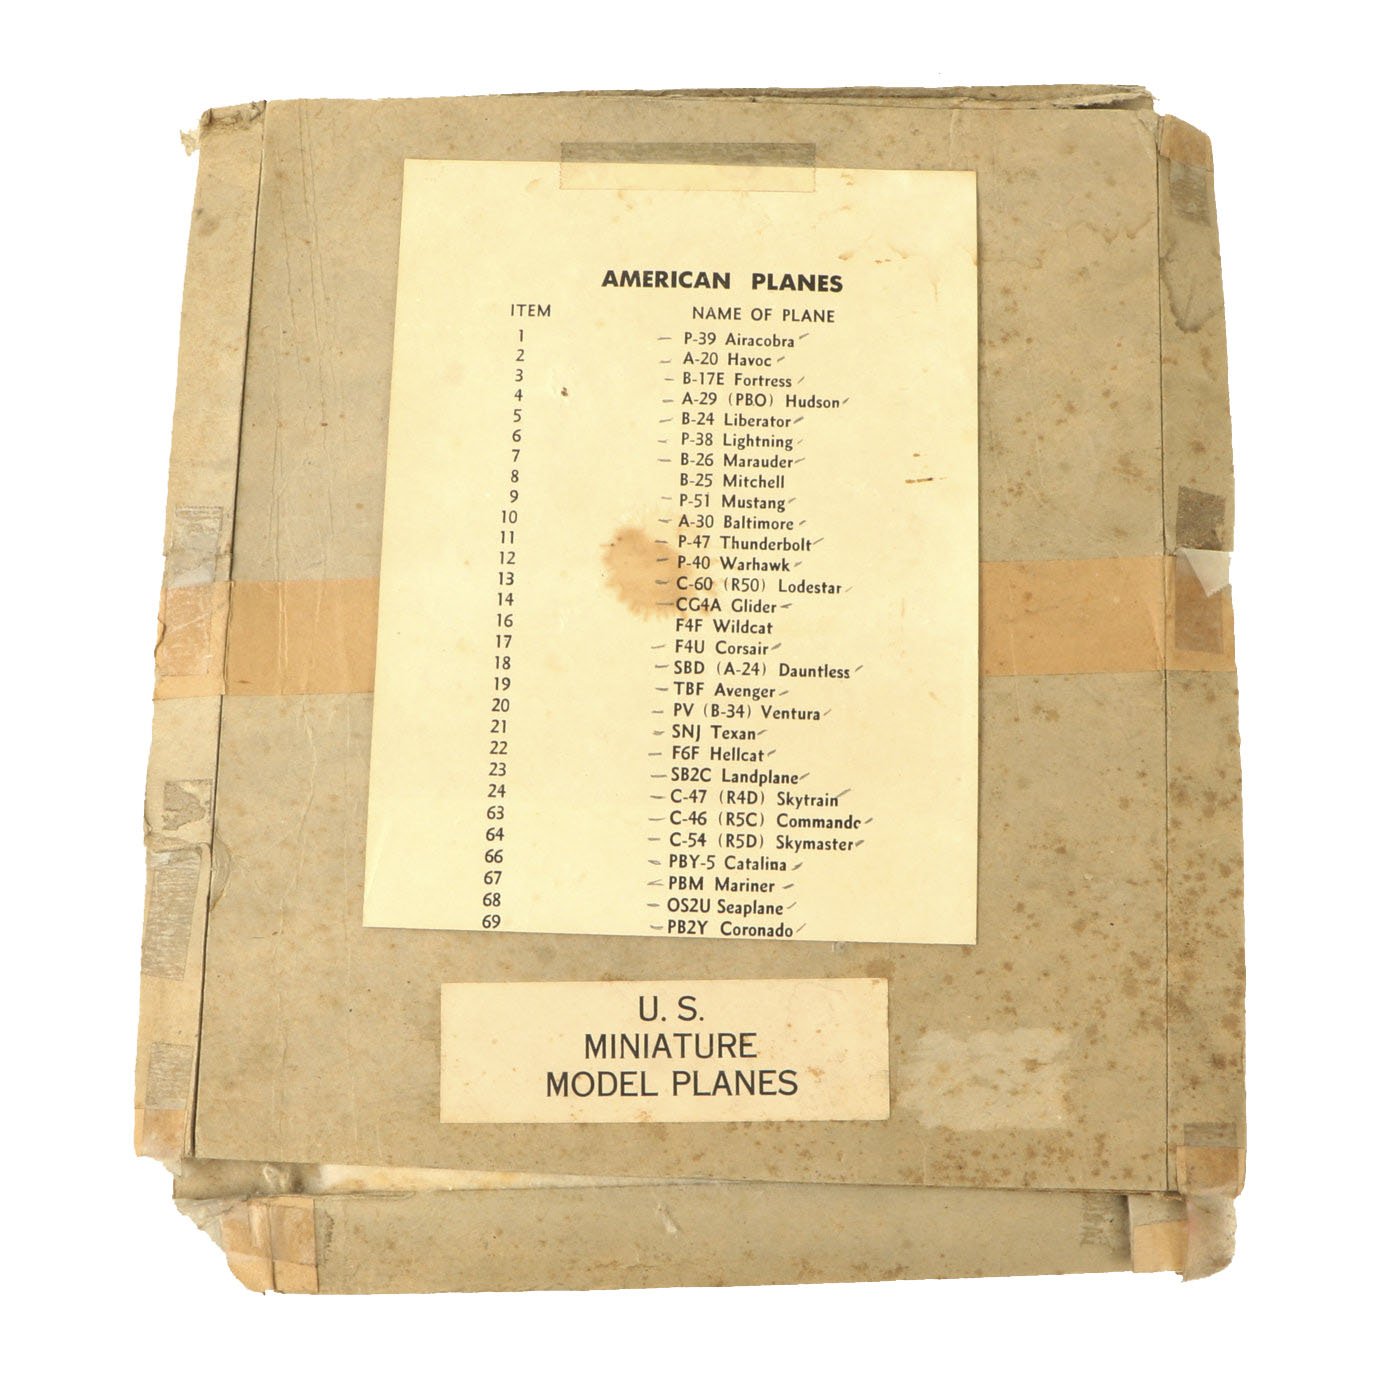 AMERICAN PLANES
ITEM NAME OF PLANE
1 P-39 Airacobra
2 A-20 Havoc
3 B-17E Fortress
4 A-29 (PBO) Hudson
5 B-24 Liberator
6 P-38 Lightning
7 B-26 Marauder
8 B-25 Mitchell
9 P-51 Mustang
10 A-30 Baltimore
11 P-47 Thunderbolt
12 P-40 Warhawk
13 C-60 (R50) Lodestar
14 CG4A Glider
16 F4F Wildcat
17 F4U Corsair
18 SBD (A-24) Dauntless
19 TBF Avenger
20 PV (B-34) Ventura
21 SNJ Texan
22 F6F Hellcat
23 SB2C Landplane
24 C-47 (R4D) Skytrain
63 C-46 (R5C) Commando
64 C-54 (R5D) Skymaster
66 PBY-5 Catalina
67 PBM Mariner
68 OS2U Seaplane
69 PB2Y Coronado
U. S.
MINIATURE
MODEL PLANES